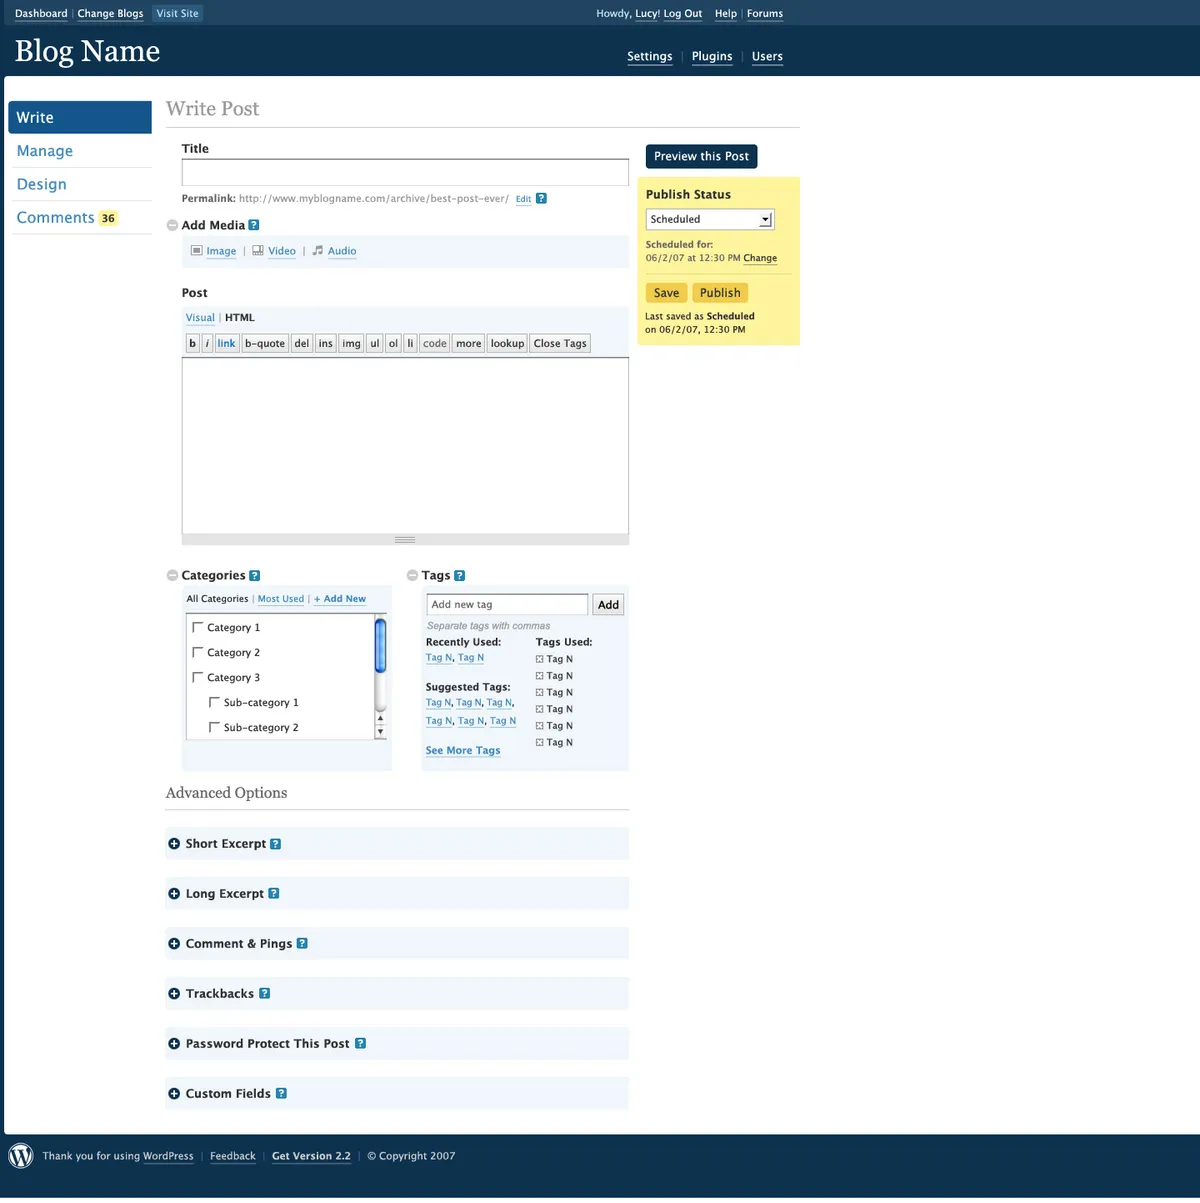 Dashboard | Change Blogs Visit Site
Howdy, Lucy! Log Out Help | Forums
Blog Name
Settings | Plugins | Users
Write
Manage
Design
Comments 36
Write Post
Title
Permalink: http://www.myblogname.com/archive/best-post-ever/ Edit ?
Add Media ?
Image | Video | Audio
Post
Visual | HTML
b i link b-quote del ins img ul ol li code more lookup Close Tags
Preview this Post
Publish Status
Scheduled
Scheduled for:
06/2/07 at 12:30 PM Change
Save Publish
Last saved as Scheduled
on 06/2/07, 12:30 PM
Categories ?
All Categories | Most Used | + Add New
Category 1
Category 2
Category 3
Sub-category 1
Sub-category 2
Tags ?
Add new tag Add
Separate tags with commas
Recently Used:
Tag N, Tag N
Suggested Tags:
Tag N, Tag N, Tag N,
Tag N, Tag N, Tag N
See More Tags
Tags Used:
Tag N
Tag N
Tag N
Tag N
Tag N
Tag N
Advanced Options
Short Excerpt ?
Long Excerpt ?
Comment & Pings ?
Trackbacks ?
Password Protect This Post ?
Custom Fields ?
Thank you for using WordPress | Feedback | Get Version 2.2 | © Copyright 2007